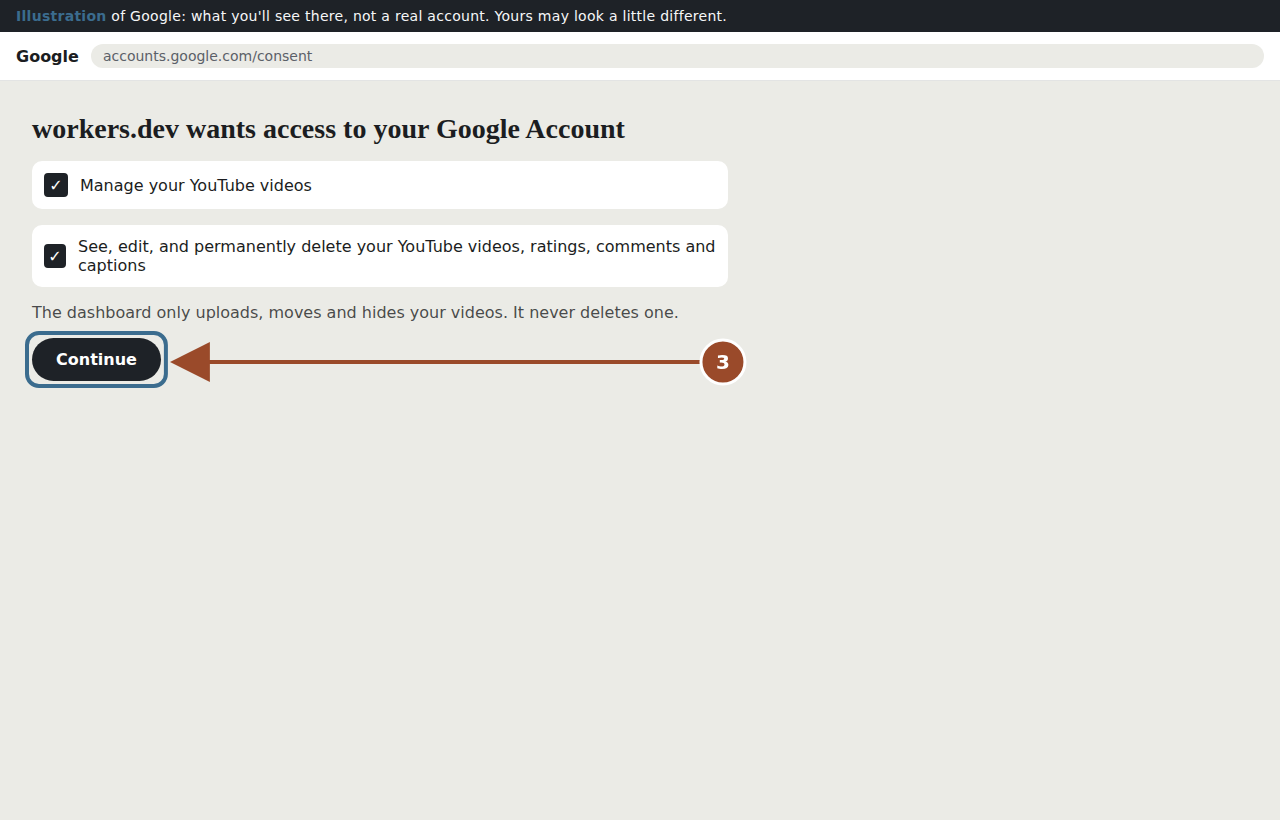 Illustration of Google: what you'll see there, not a real account. Yours may look a little different.
Google accounts.google.com/consent
workers.dev wants access to your Google Account
✓ Manage your YouTube videos
✓ See, edit, and permanently delete your YouTube videos, ratings, comments and
captions
The dashboard only uploads, moves and hides your videos. It never deletes one.
Continue 3